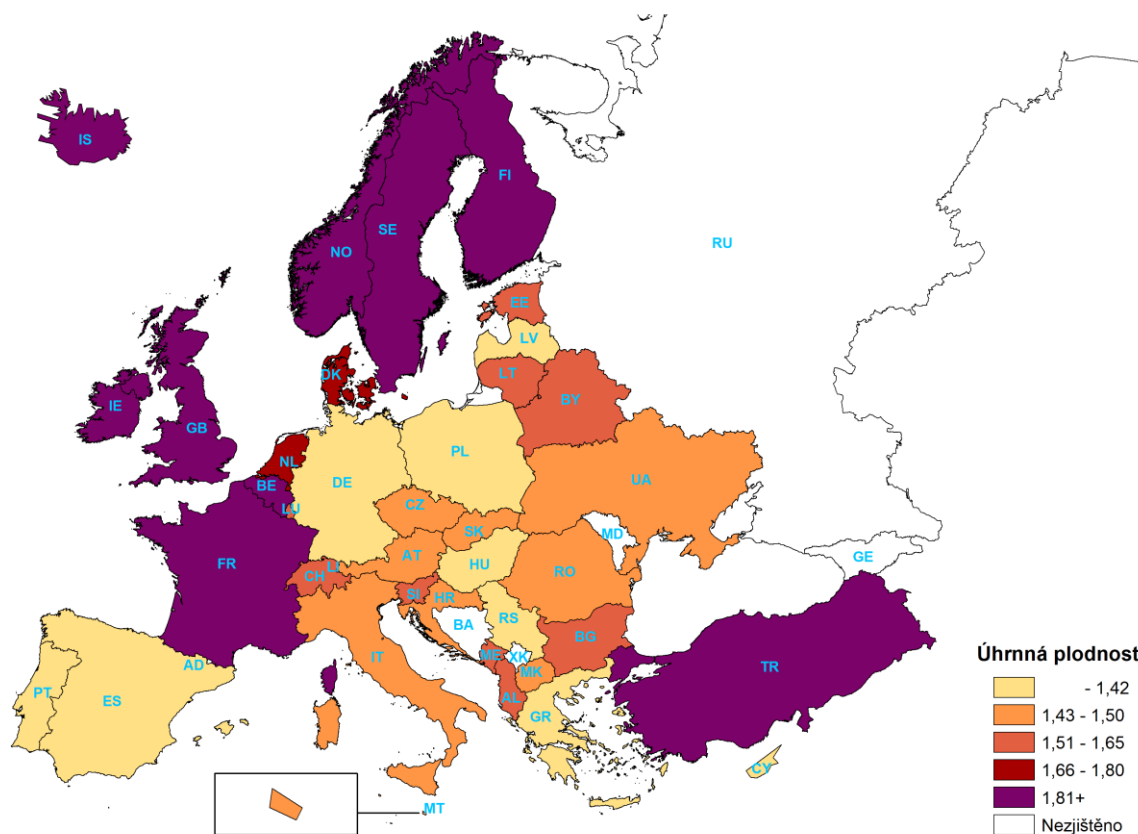 IS
FI
SE
NO
RU
EE
LV
DK
LT
IE
BY
GB
NL
PL
BE
DE
UA
CZ
LU
SK
MD
AT
GE
FR
LI
HU
RO
CH
SI
HR
RS
BA
BG
ME
XK
IT
AD
MK
TR
PT
ES
AL
GR
CY
MT
Úhrnná plodnost
- 1,42
1,43 - 1,50
1,51 - 1,65
1,66 - 1,80
1,81+
Nezjištěno